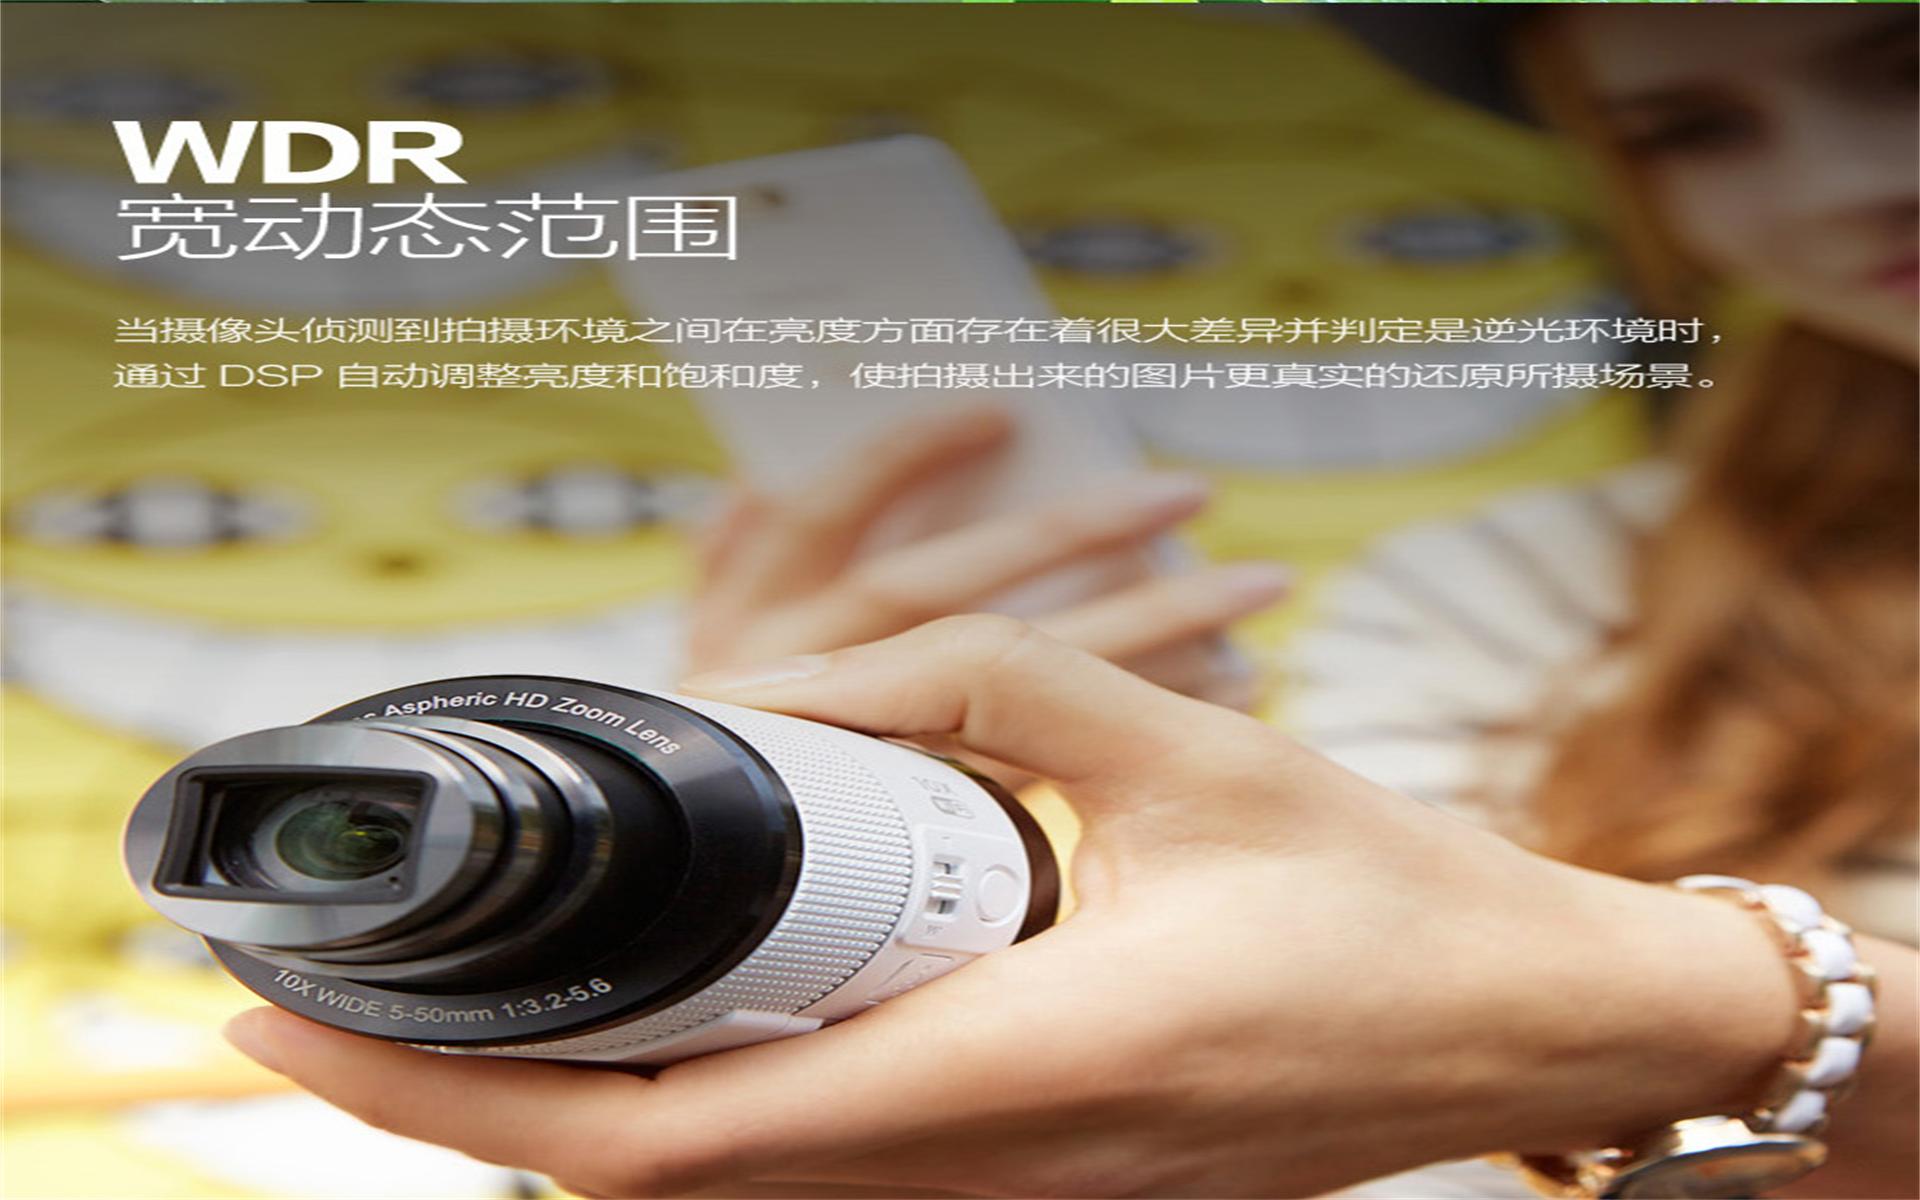 WDR
宽动态范围
当摄像头侦测到拍摄环境之间在亮度方面存在着很大差异并判定是逆光环境时，
通过 DSP 自动调整亮度和饱和度，使拍摄出来的图片更真实的还原所摄场景。
Aspheric HD Zoom Lens
10X
10X WIDE 5-50mm 1:3.2-5.6